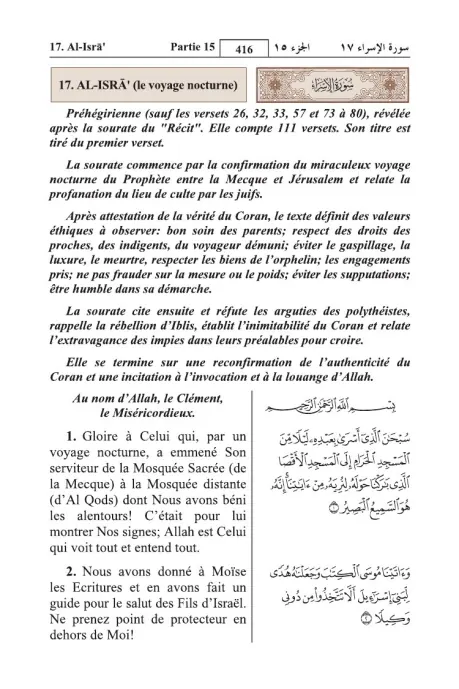 17. Al-Isrā' Partie 15 416 الجزء ١٥ سورة الإسراء ١٧
17. AL-ISRĀ' (le voyage nocturne) سُورَةُ الإِسْرَاءِ
Préhégirienne (sauf les versets 26, 32, 33, 57 et 73 à 80), révélée
après la sourate du "Récit". Elle compte 111 versets. Son titre est
tiré du premier verset.
La sourate commence par la confirmation du miraculeux voyage
nocturne du Prophète entre la Mecque et Jérusalem et relate la
profanation du lieu de culte par les juifs.
Après attestation de la vérité du Coran, le texte définit des valeurs
éthiques à observer: bon soin des parents; respect des droits des
proches, des indigents, du voyageur démuni; éviter le gaspillage, la
luxure, le meurtre, respecter les biens de l'orphelin; les engagements
pris; ne pas frauder sur la mesure ou le poids; éviter les supputations;
être humble dans sa démarche.
La sourate cite ensuite et réfute les arguties des polythéistes,
rappelle la rébellion d'Iblis, établit l'inimitabilité du Coran et relate
l'extravagance des impies dans leurs préalables pour croire.
Elle se termine sur une reconfirmation de l'authenticité du
Coran et une incitation à l'invocation et à la louange d'Allah.
Au nom d'Allah, le Clément,
le Miséricordieux.
1. Gloire à Celui qui, par un
voyage nocturne, a emmené Son
serviteur de la Mosquée Sacrée (de
la Mecque) à la Mosquée distante
(d'Al Qods) dont Nous avons béni
les alentours! C'était pour lui
montrer Nos signes; Allah est Celui
qui voit tout et entend tout.
2. Nous avons donné à Moïse
les Ecritures et en avons fait un
guide pour le salut des Fils d'Israël.
Ne prenez point de protecteur en
dehors de Moi!
بِسْمِ اللَّهِ الرَّحْمَٰنِ الرَّحِيمِ
سُبْحَٰنَ ٱلَّذِىٓ أَسْرَىٰ بِعَبْدِهِۦ لَيْلًا مِّنَ
ٱلْمَسْجِدِ ٱلْحَرَامِ إِلَى ٱلْمَسْجِدِ ٱلْأَقْصَا
ٱلَّذِى بَٰرَكْنَا حَوْلَهُۥ لِنُرِيَهُۥ مِنْ ءَايَٰتِنَآ إِنَّهُۥ
هُوَ ٱلسَّمِيعُ ٱلْبَصِيرُ ١
وَءَاتَيْنَا مُوسَى ٱلْكِتَٰبَ وَجَعَلْنَٰهُ هُدًى
لِّبَنِىٓ إِسْرَٰٓءِيلَ أَلَّا تَتَّخِذُوا۟ مِن دُونِى
وَكِيلًا ٢